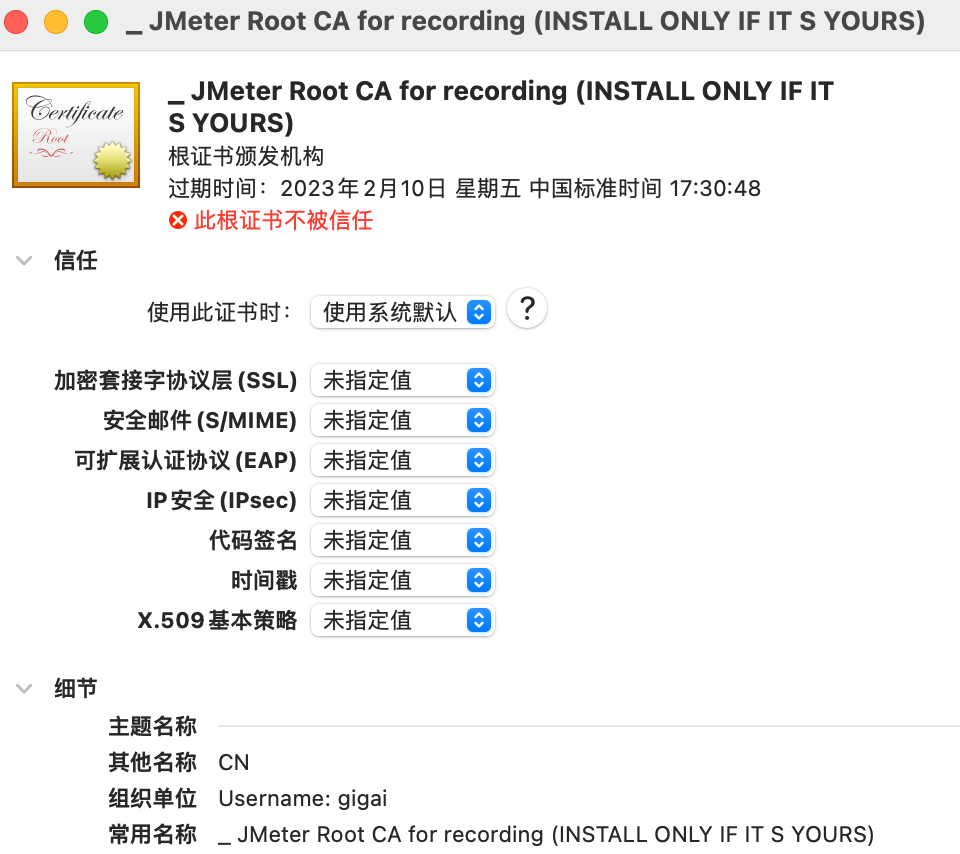 _ JMeter Root CA for recording (INSTALL ONLY IF IT S YOURS)
Certificate
Root
_ JMeter Root CA for recording (INSTALL ONLY IF IT
S YOURS)
根证书颁发机构
过期时间：2023年2月10日 星期五 中国标准时间 17:30:48
此根证书不被信任
信任
使用此证书时： 使用系统默认 ?
加密套接字协议层 (SSL) 未指定值
安全邮件 (S/MIME) 未指定值
可扩展认证协议 (EAP) 未指定值
IP 安全 (IPsec) 未指定值
代码签名 未指定值
时间戳 未指定值
X.509 基本策略 未指定值
细节
主题名称
其他名称 CN
组织单位 Username: gigai
常用名称 _ JMeter Root CA for recording (INSTALL ONLY IF IT S YOURS)